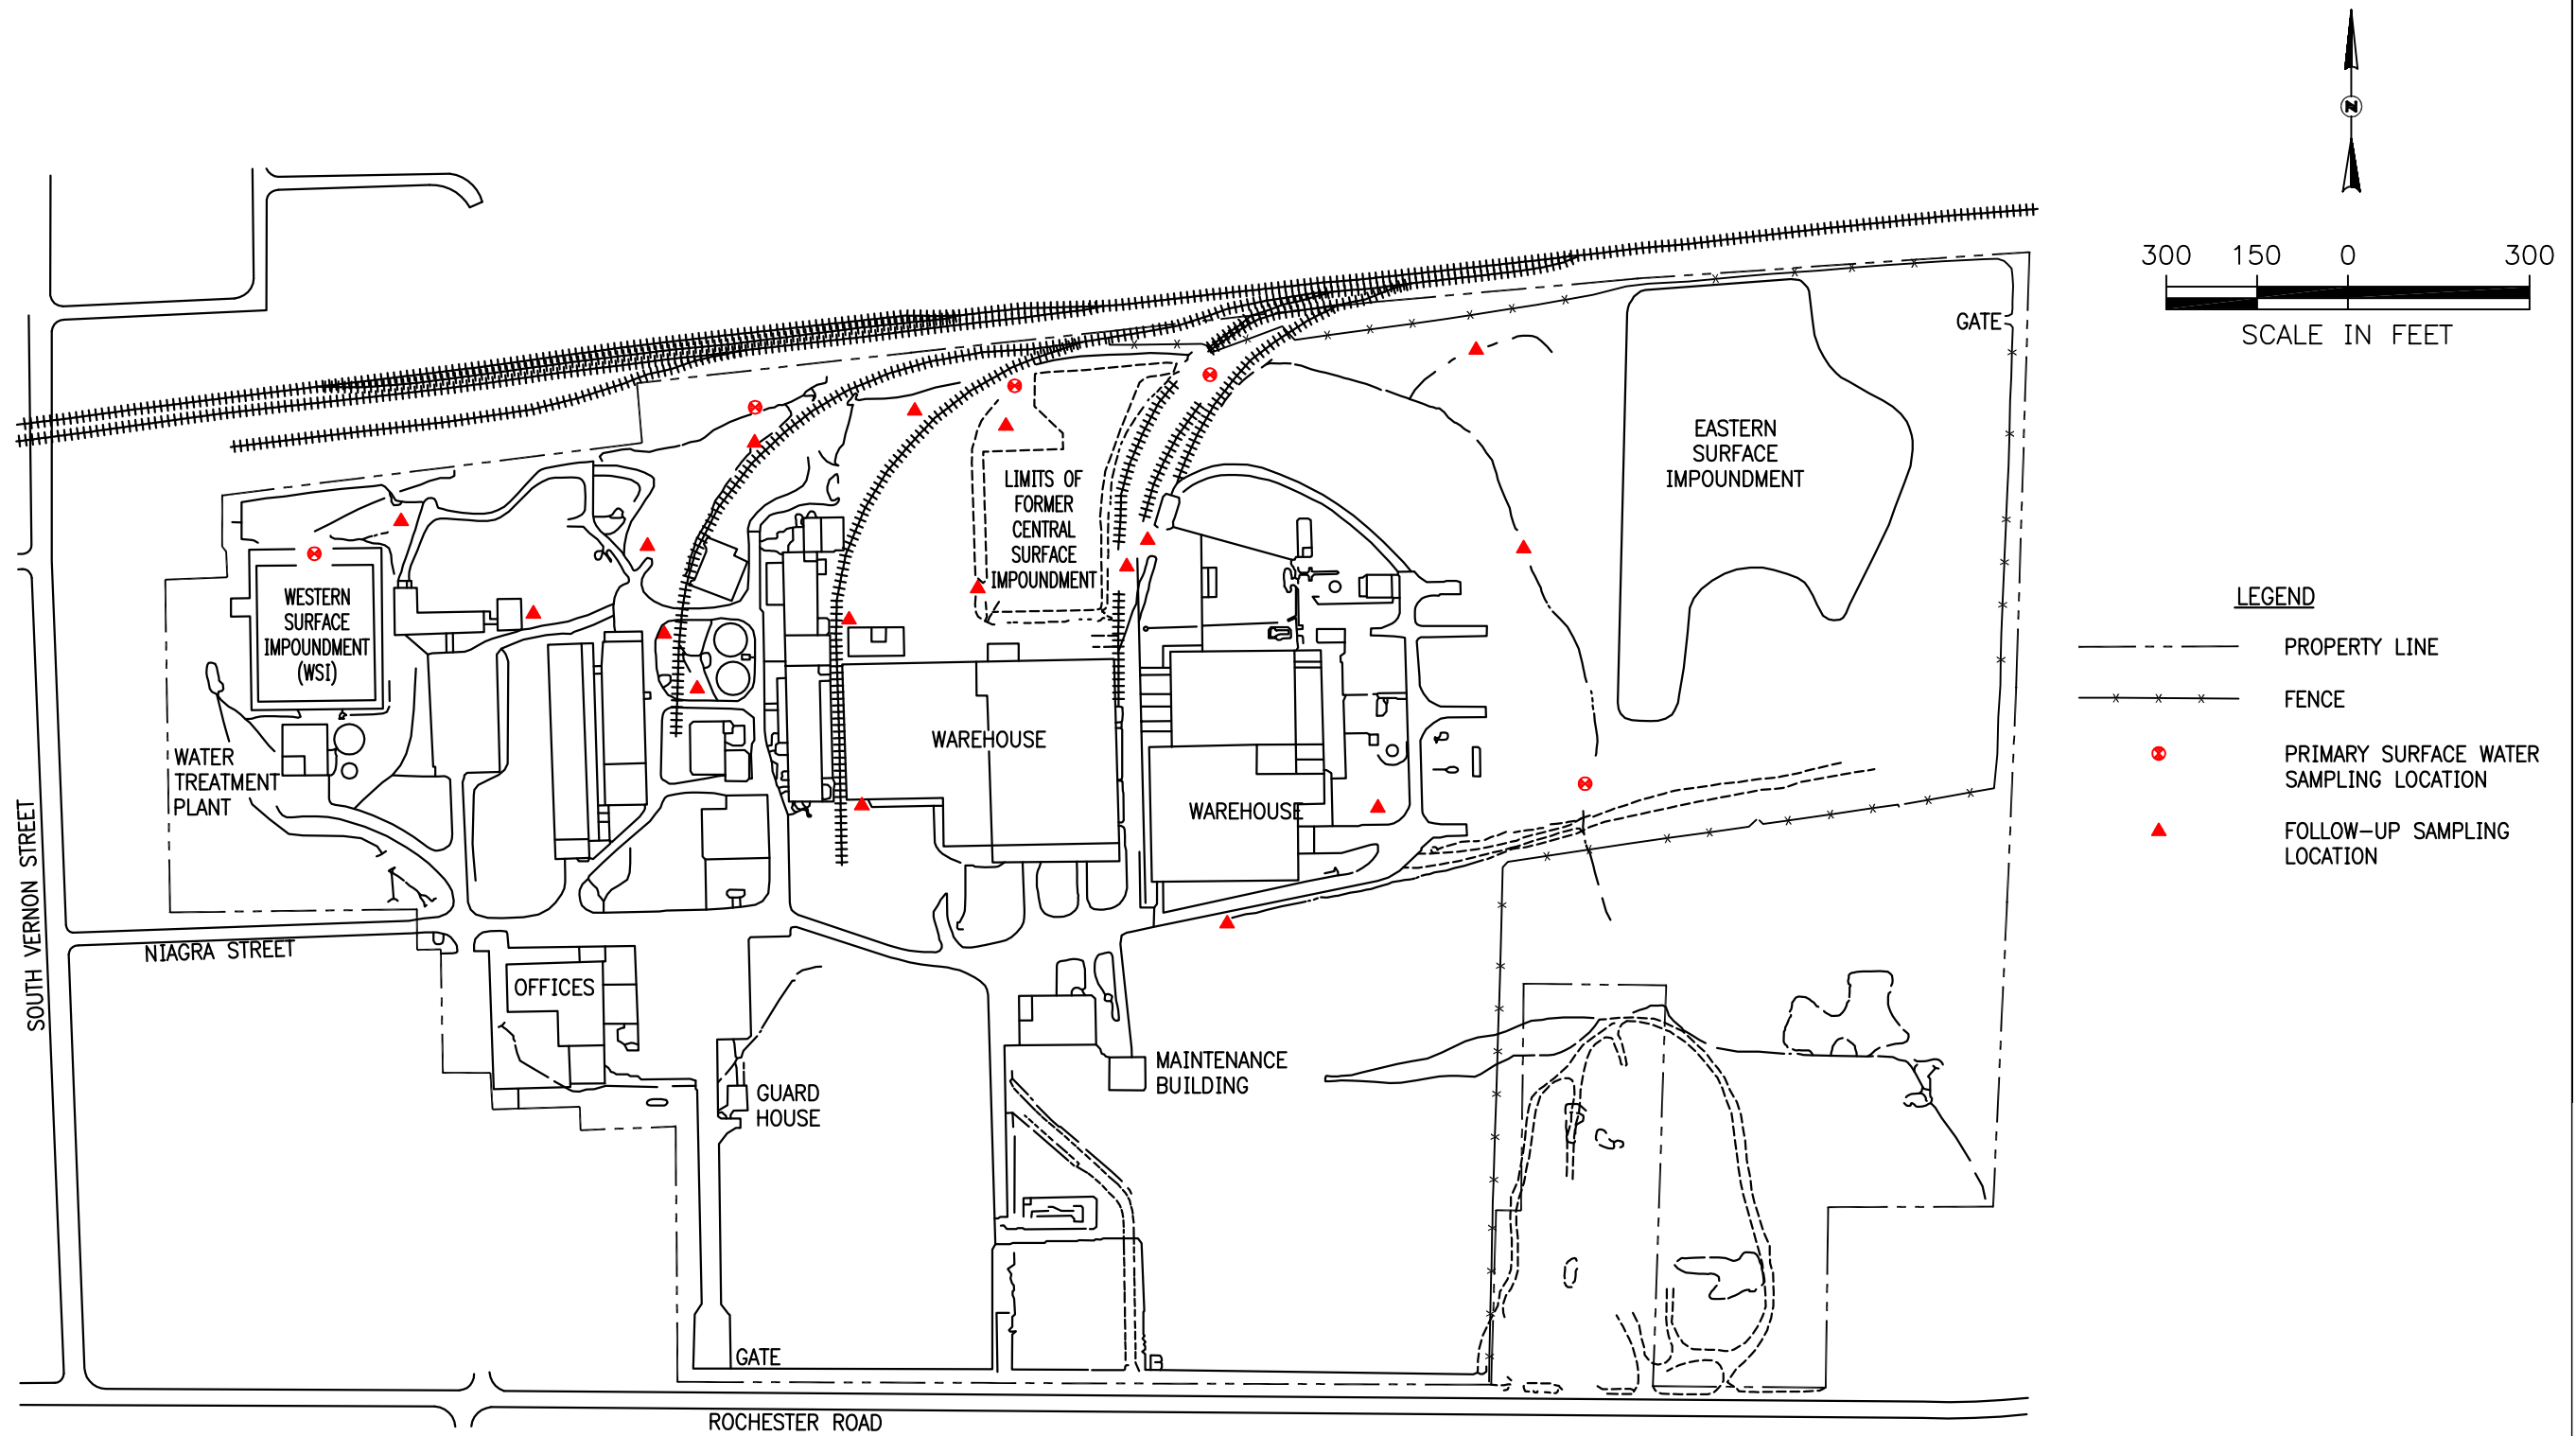 N
300 150 0 300
SCALE IN FEET
GATE
EASTERN
SURFACE
IMPOUNDMENT
LIMITS OF
FORMER
CENTRAL
SURFACE
IMPOUNDMENT
WESTERN
SURFACE
IMPOUNDMENT
(WSI)
WATER
TREATMENT
PLANT
WAREHOUSE
WAREHOUSE
SOUTH VERNON STREET
NIAGRA STREET
OFFICES
GUARD
HOUSE
MAINTENANCE
BUILDING
GATE
ROCHESTER ROAD
LEGEND
PROPERTY LINE
FENCE
PRIMARY SURFACE WATER
SAMPLING LOCATION
FOLLOW-UP SAMPLING
LOCATION